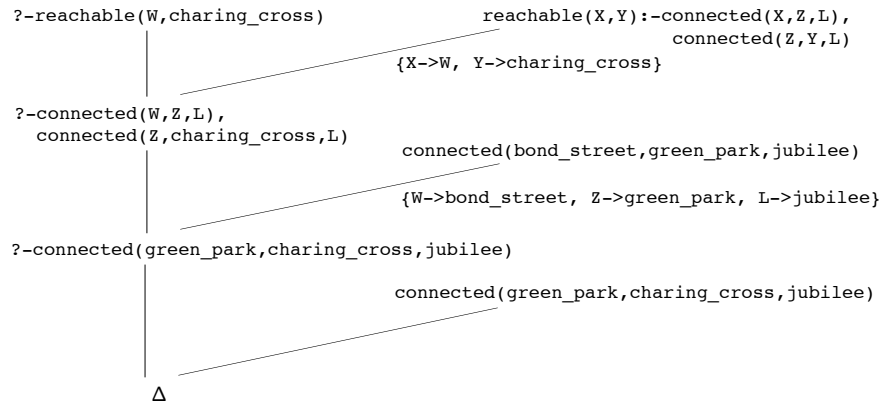 ?-reachable(W,charing_cross)
reachable(X,Y):-connected(X,Z,L),
connected(Z,Y,L)
{X->W, Y->charing_cross}
?-connected(W,Z,L),
connected(Z,charing_cross,L)
connected(bond_street,green_park,jubilee)
{W->bond_street, Z->green_park, L->jubilee}
?-connected(green_park,charing_cross,jubilee)
connected(green_park,charing_cross,jubilee)
Δ